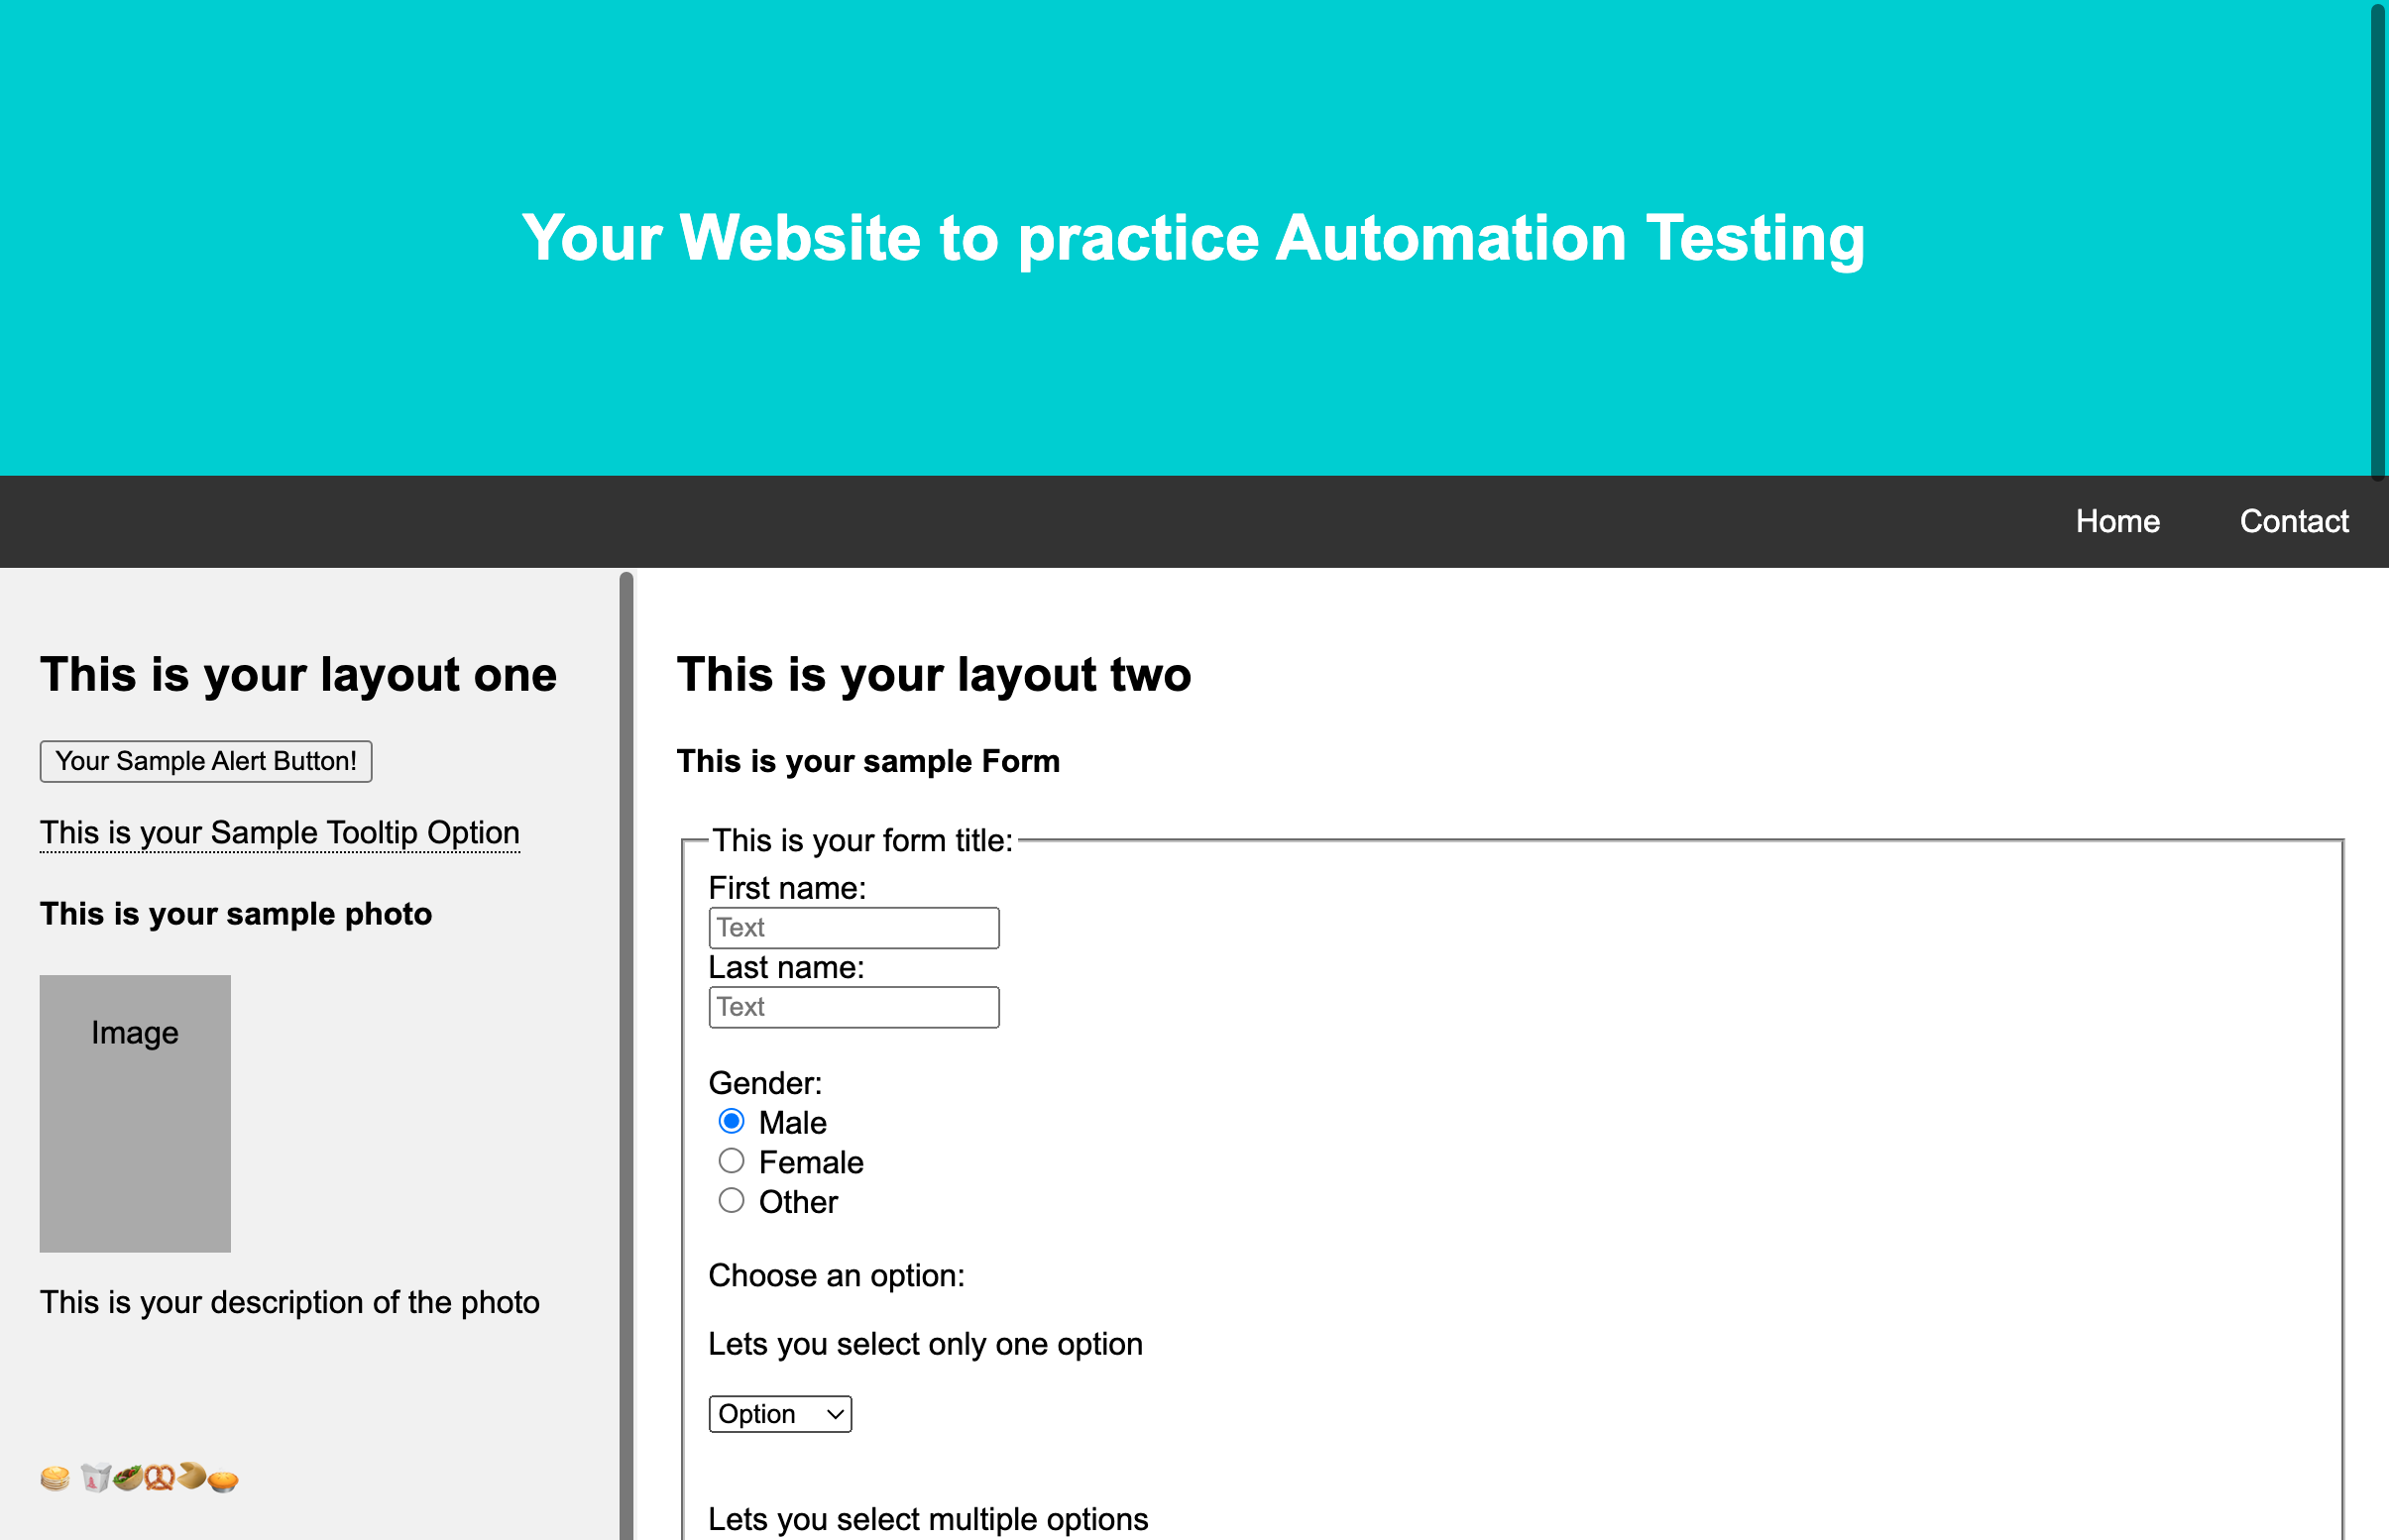 Your Website to practice Automation Testing
Home Contact
This is your layout one
Your Sample Alert Button!
This is your Sample Tooltip Option
This is your sample photo
Image
This is your description of the photo
This is your layout two
This is your sample Form
This is your form title:
First name:
Text
Last name:
Text
Gender:
Male
Female
Other
Choose an option:
Lets you select only one option
Option
Lets you select multiple options